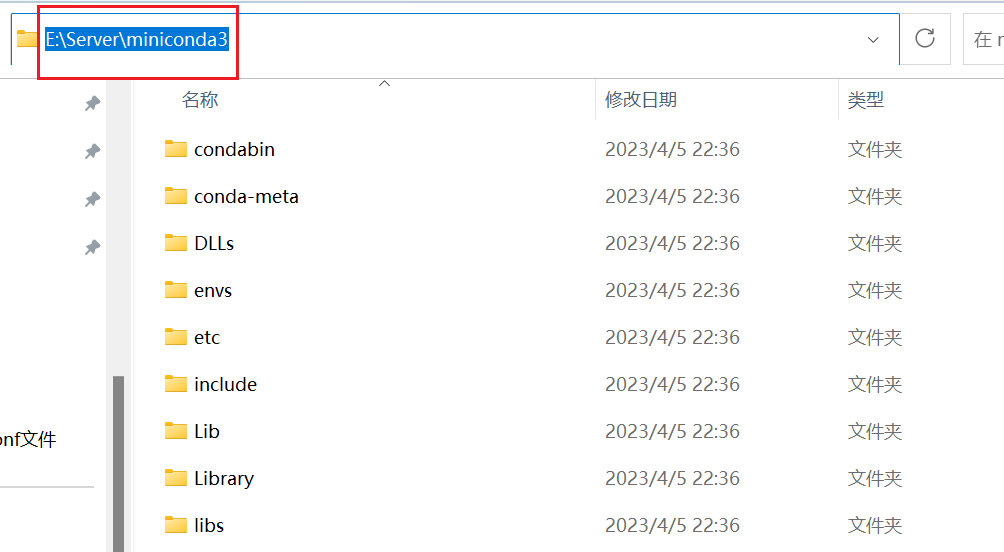 E:\Server\miniconda3
在
名称 修改日期 类型
condabin 2023/4/5 22:36 文件夹
conda-meta 2023/4/5 22:36 文件夹
DLLs 2023/4/5 22:36 文件夹
envs 2023/4/5 22:36 文件夹
etc 2023/4/5 22:36 文件夹
include 2023/4/5 22:36 文件夹
Lib 2023/4/5 22:36 文件夹
onf文件
Library 2023/4/5 22:36 文件夹
libs 2023/4/5 22:36 文件夹